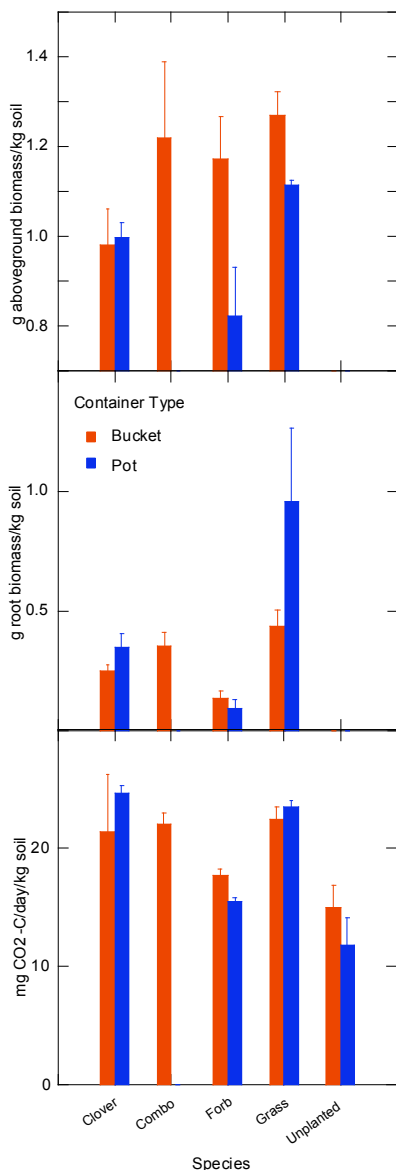 1.4
1.2
1.0
0.8
g aboveground biomass/kg soil
Container Type
Bucket
Pot
1.0
0.5
g root biomass/kg soil
20
10
0
mg CO2 -C/day/kg soil
Clover
Combo
Forb
Grass
Unplanted
Species